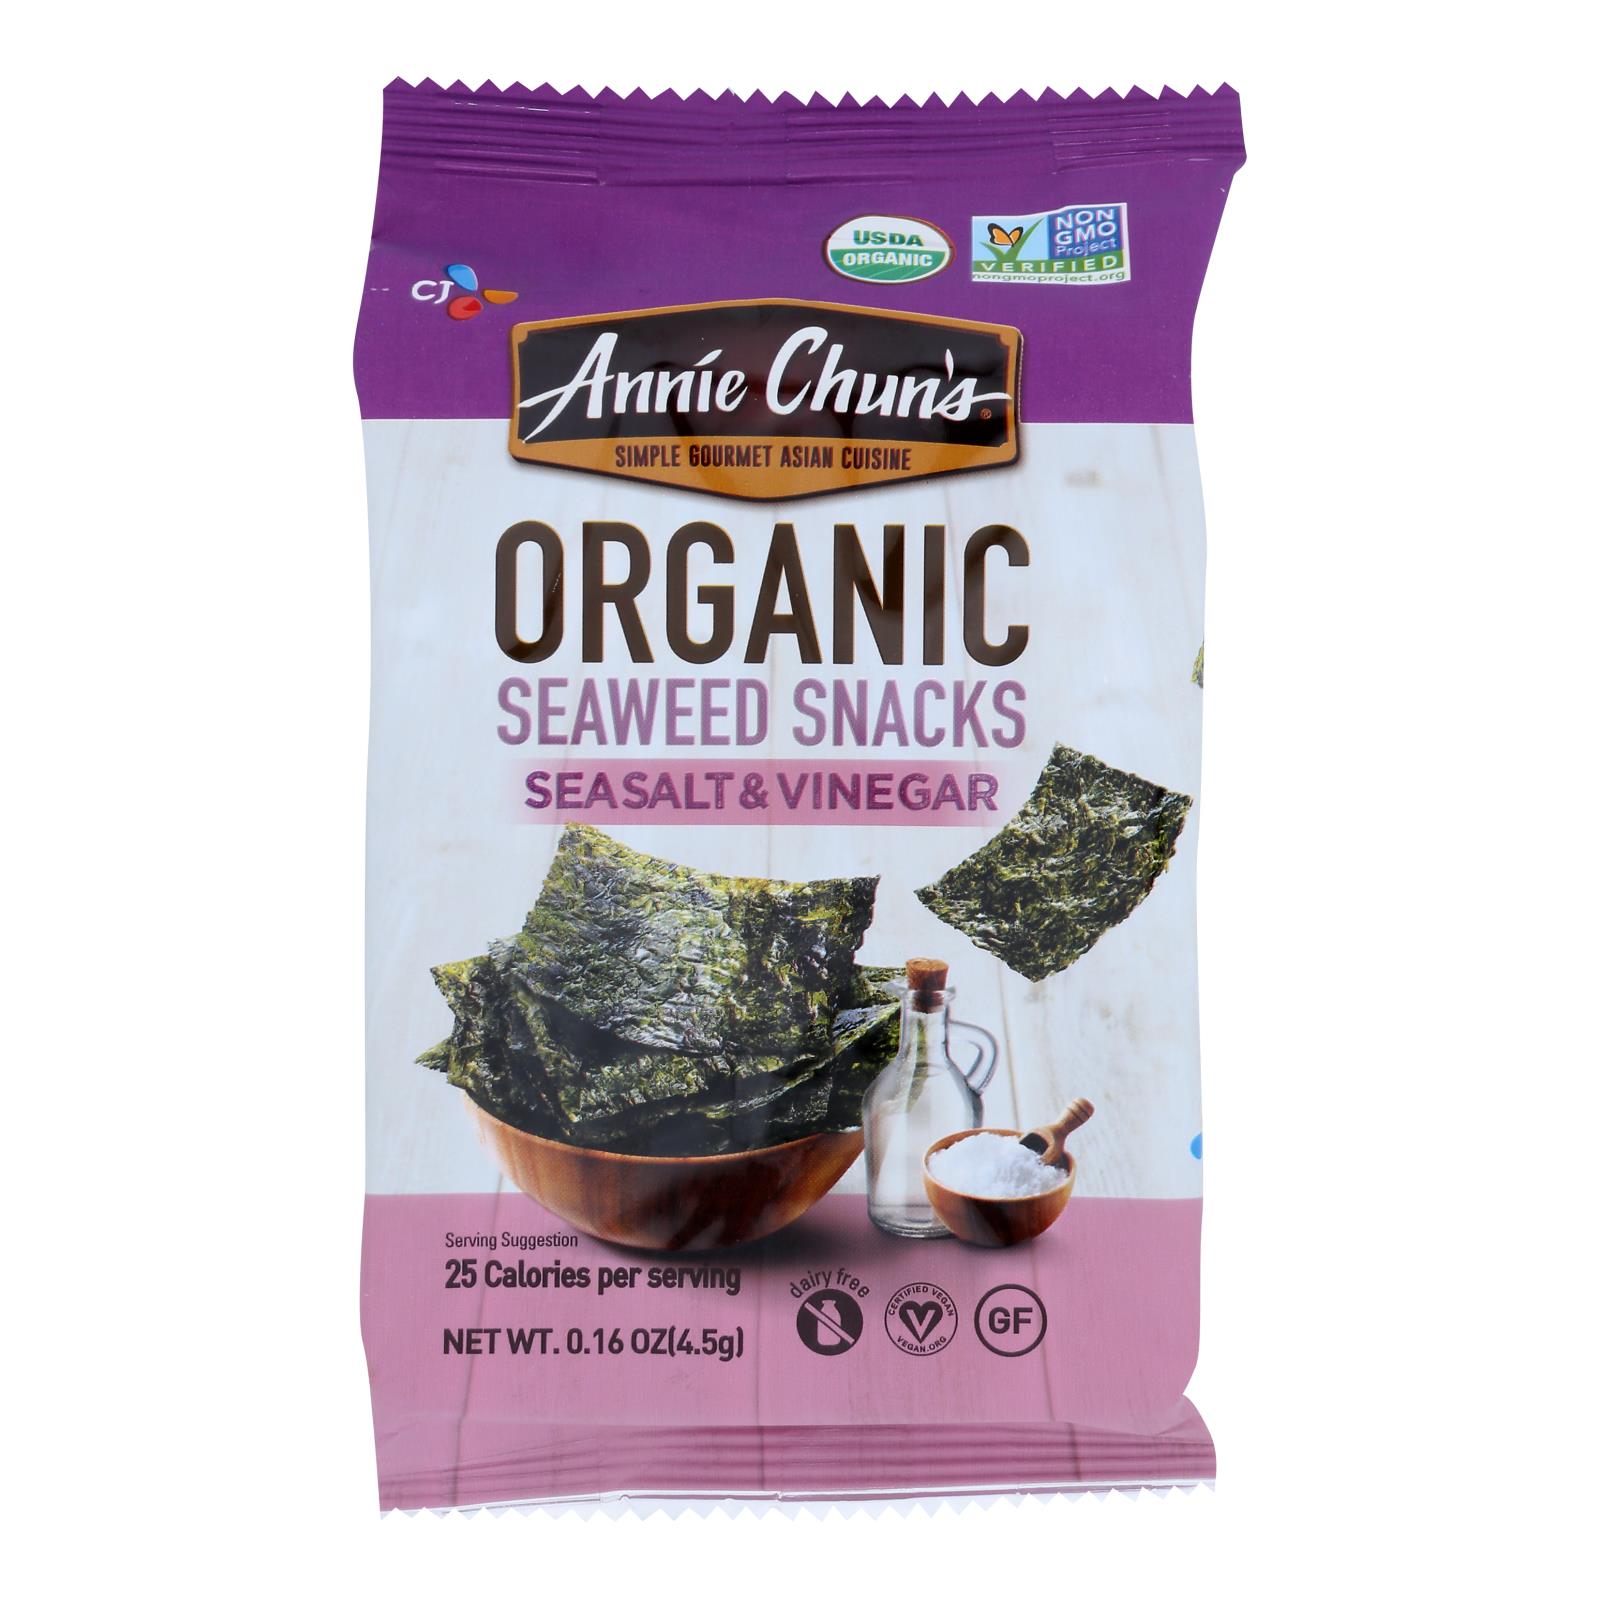 USDA
ORGANIC
NON
GMO
Project
VERIFIED
nongmoproject.org
CJ
Annie Chun's®
SIMPLE GOURMET ASIAN CUISINE
ORGANIC
SEAWEED SNACKS
SEA SALT & VINEGAR
Serving Suggestion
25 Calories per serving
NET WT. 0.16 OZ(4.5g)
dairy free
CERTIFIED VEGAN
VEGAN.ORG
GF